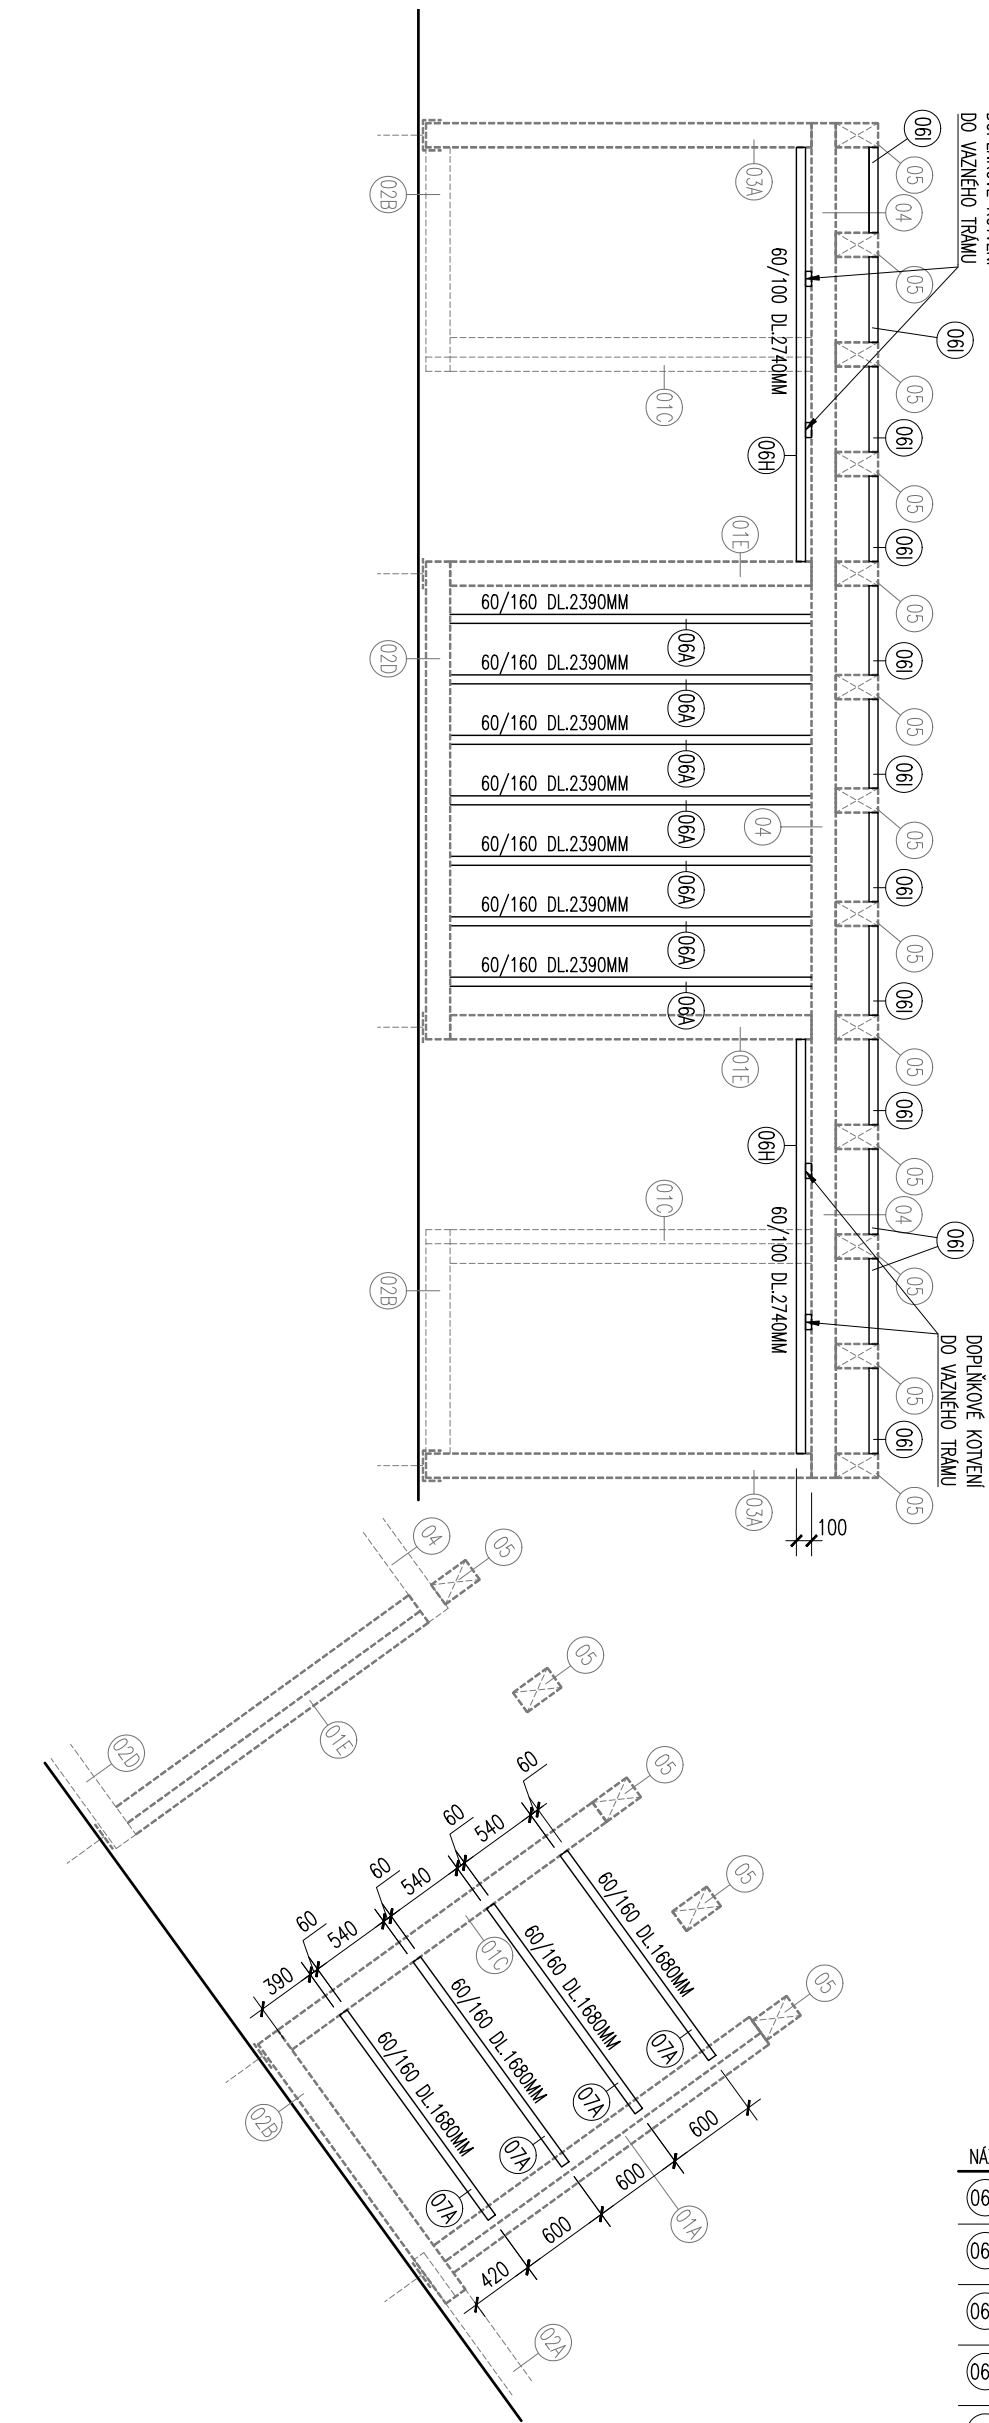 DO VAZNÉHO TRÁMU
06I
05
03A
02B
04
05
60/100 DL.2740MM
06I
05
01C
06I
06H
05
01E
06I
05
60/160 DL.2390MM
06A
02D
60/160 DL.2390MM
06A
06I
05
60/160 DL.2390MM
06A
06I
60/160 DL.2390MM
06A
04
05
60/160 DL.2390MM
06A
06I
60/160 DL.2390MM
06A
05
60/160 DL.2390MM
06A
06I
01E
05
06I
06H
05
01C
04
60/100 DL.2740MM
06I
05
02B
DOPLŇKOVÉ KOTVENÍ
DO VAZNÉHO TRÁMU
05
06I
03A
05
100
04
05
05
01E
02D
05
60
540
60
540
60
540
60
390
05
01C
05
60/160 DL.1680MM
07A
60/160 DL.1680MM
07A
60/160 DL.1680MM
07A
60/160 DL.1680MM
07A
02B
600
600
600
420
01A
02A